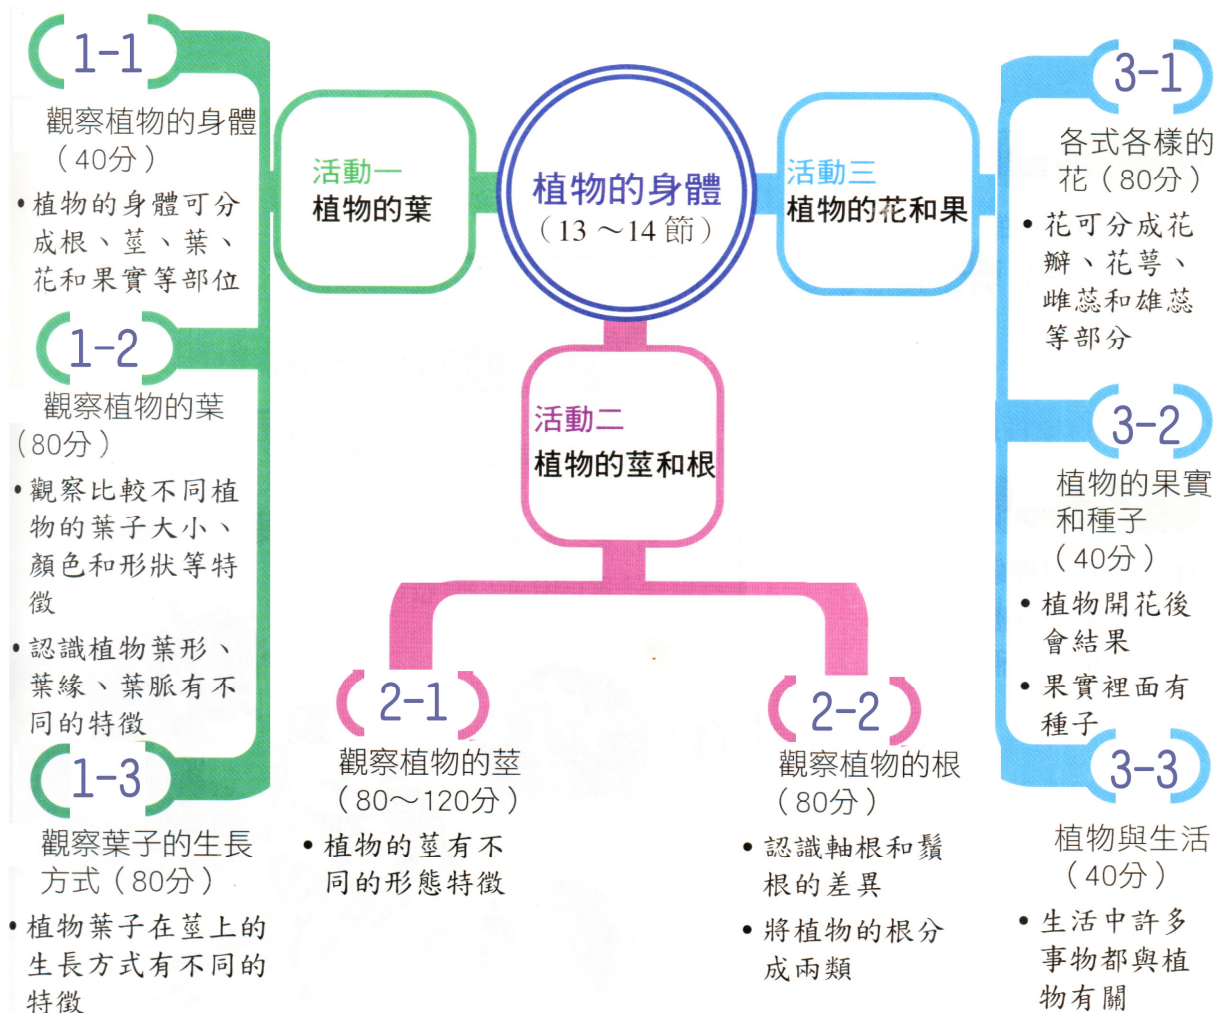 植物的身體
（13～14 節）
活動一
植物的葉
1-1
觀察植物的身體
（40分）
•植物的身體可分
成根、莖、葉、
花和果實等部位
1-2
觀察植物的葉
（80分）
•觀察比較不同植
物的葉子大小、
顏色和形狀等特
徵
•認識植物葉形、
葉緣、葉脈有不
同的特徵
1-3
觀察葉子的生長
方式（80分）
•植物葉子在莖上的
生長方式有不同的
特徵
活動二
植物的莖和根
2-1
觀察植物的莖
（80～120分）
•植物的莖有不
同的形態特徵
2-2
觀察植物的根
（80分）
•認識軸根和鬚
根的差異
•將植物的根分
成兩類
活動三
植物的花和果
3-1
各式各樣的
花（80分）
•花可分成花
瓣、花萼、
雌蕊和雄蕊
等部分
3-2
植物的果實
和種子
（40分）
•植物開花後
會結果
•果實裡面有
種子
3-3
植物與生活
（40分）
•生活中許多
事物都與植
物有關